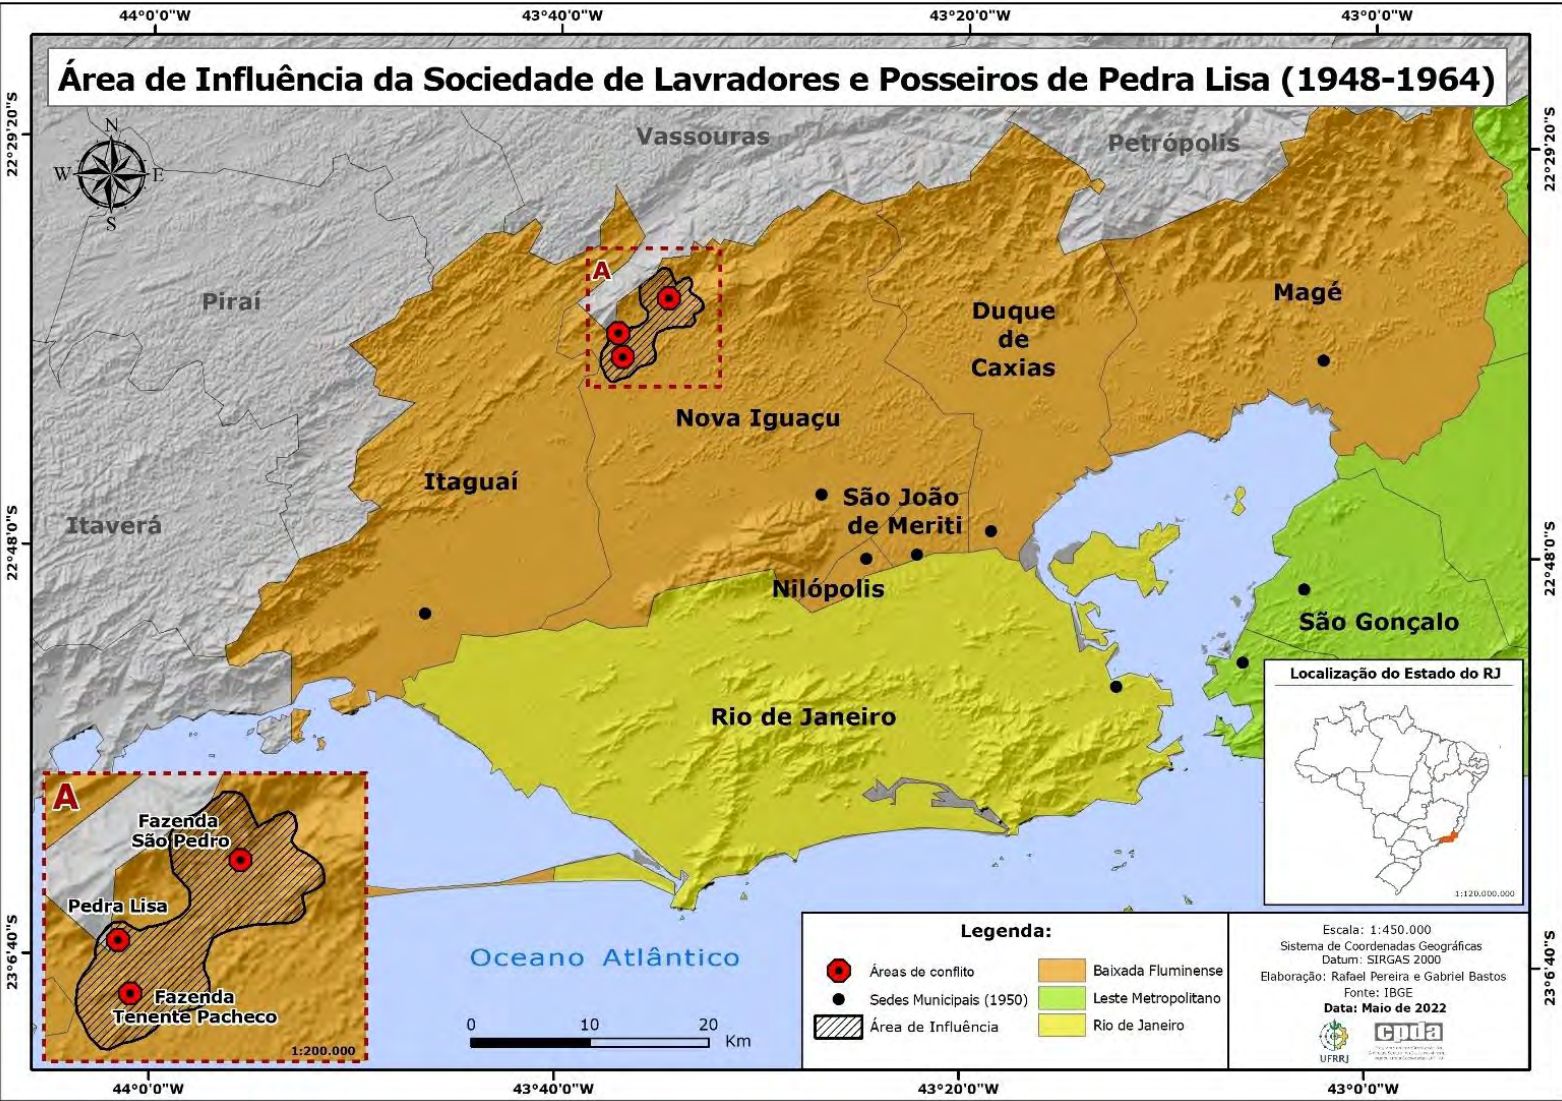 44°0'0"W
43°40'0"W
43°20'0"W
43°0'0"W
Área de Influência da Sociedade de Lavradores e Posseiros de Pedra Lisa (1948-1964)
22°29'20"S
22°29'20"S
N
W
E
S
Vassouras
Petrópolis
A
Piraí
Magé
Duque
de
Caxias
Nova Iguaçu
Itaguaí
São João
de Meriti
Itaverá
22°48'0"S
22°48'0"S
Nilópolis
São Gonçalo
Rio de Janeiro
Localização do Estado do RJ
1:120.000.000
A
Fazenda
São Pedro
Pedra Lisa
Fazenda
Tenente Pacheco
1:200.000
Oceano Atlântico
0
10
20
Km
Legenda:
Áreas de conflito
Sedes Municipais (1950)
Área de Influência
Baixada Fluminense
Leste Metropolitano
Rio de Janeiro
Escala: 1:450.000
Sistema de Coordenadas Geográficas
Datum: SIRGAS 2000
Elaboração: Rafael Pereira e Gabriel Bastos
Fonte: IBGE
Data: Maio de 2022
UFRRJ
cpda
23°6'40"S
23°6'40"S
44°0'0"W
43°40'0"W
43°20'0"W
43°0'0"W